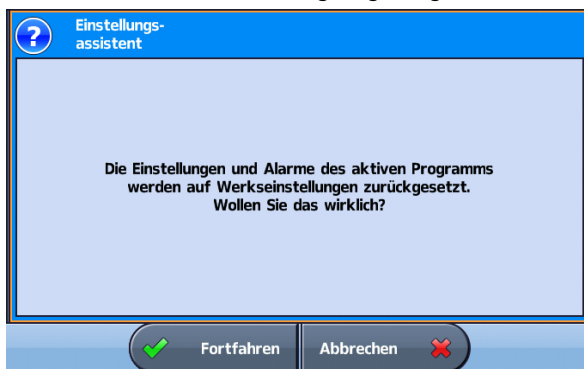 Einstellungs-
assistent
Die Einstellungen und Alarme des aktiven Programms
werden auf Werkseinstellungen zurückgesetzt.
Wollen Sie das wirklich?
Fortfahren Abbrechen